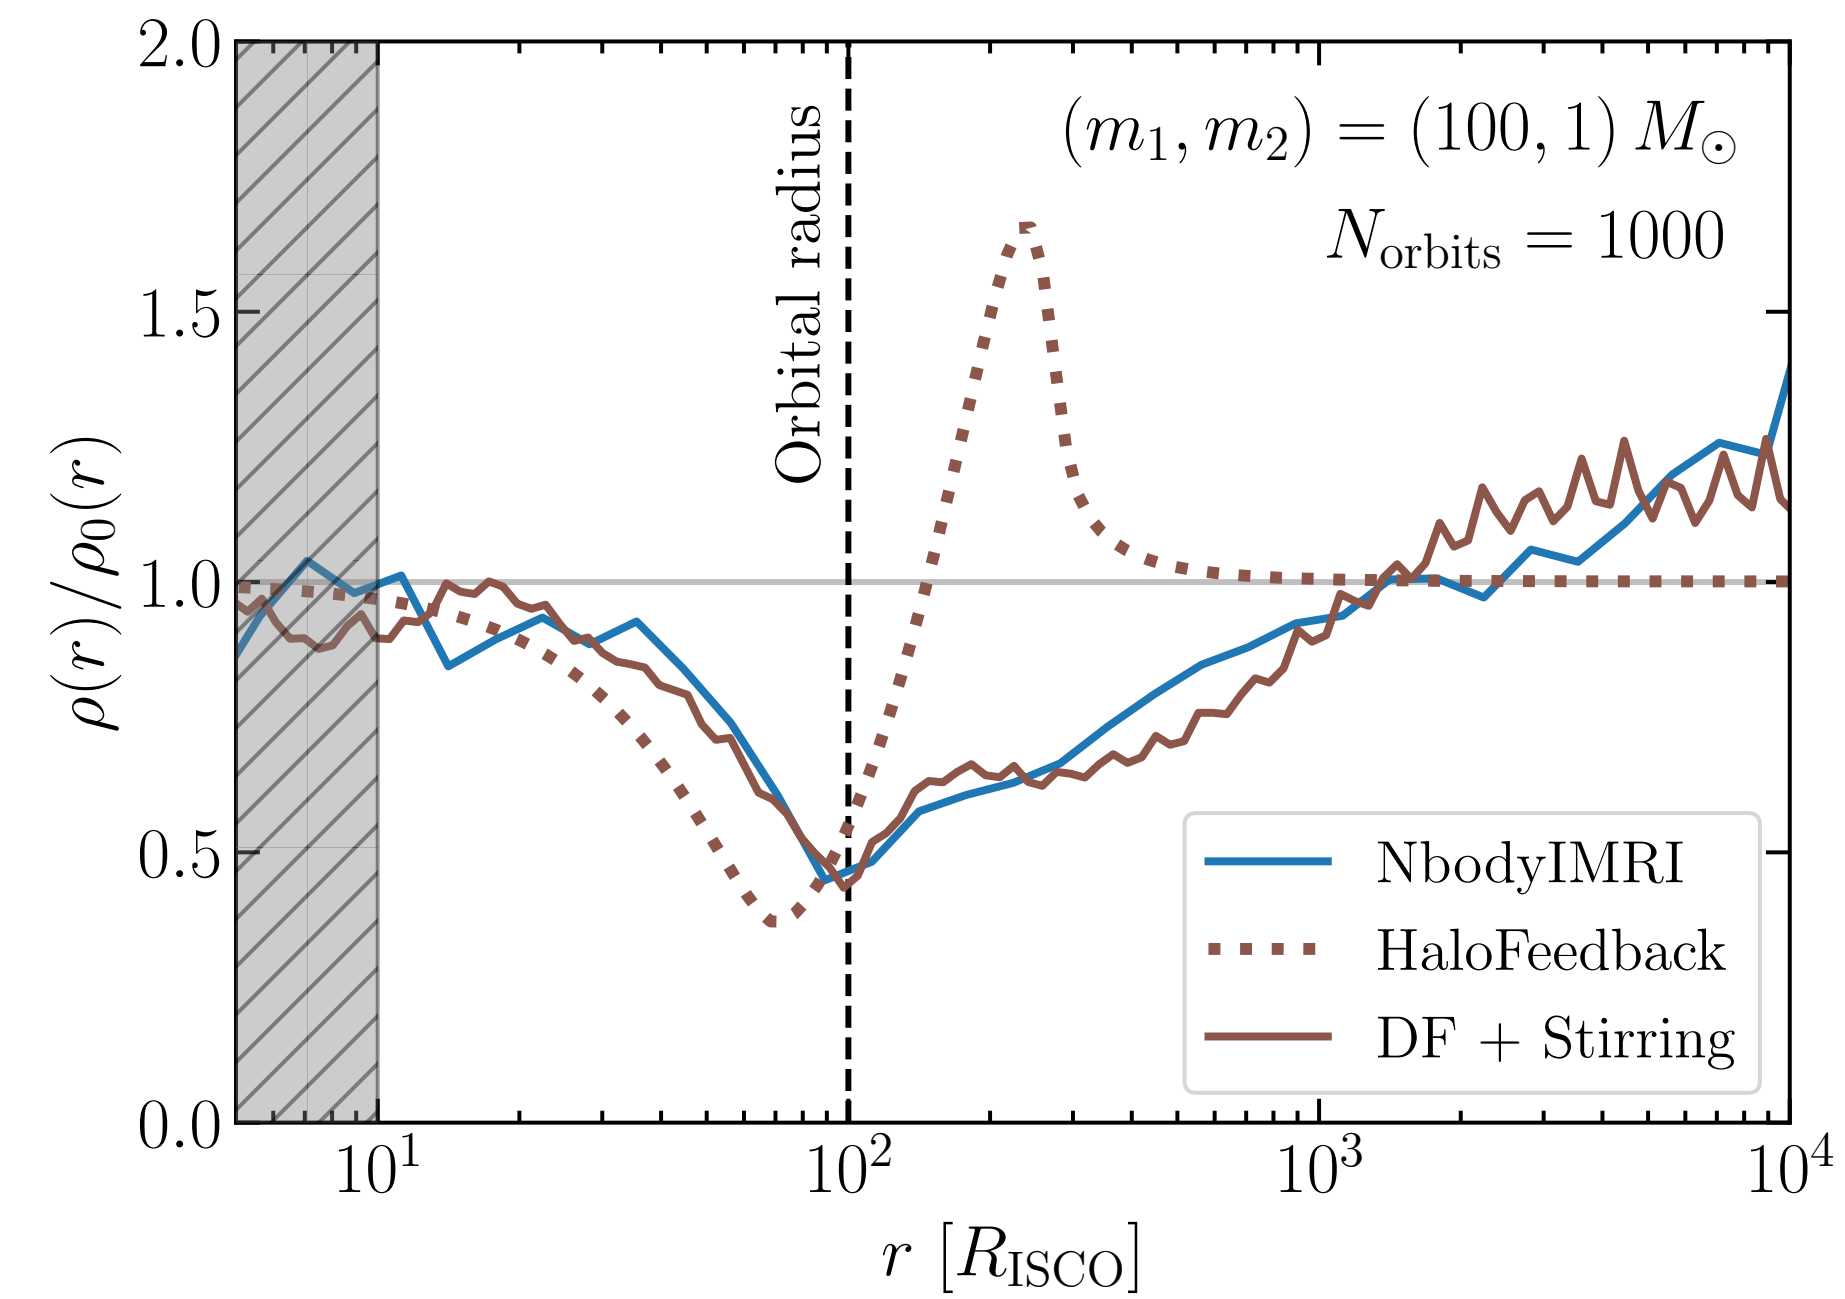 2.0
1.5
1.0
0.5
0.0
ρ(r)/ρ₀(r)
Orbital radius
(m₁, m₂) = (100, 1) M⊙
N_orbits = 1000
NbodyIMRI
HaloFeedback
DF + Stirring
10¹ 10² 10³ 10⁴
r [R_ISCO]